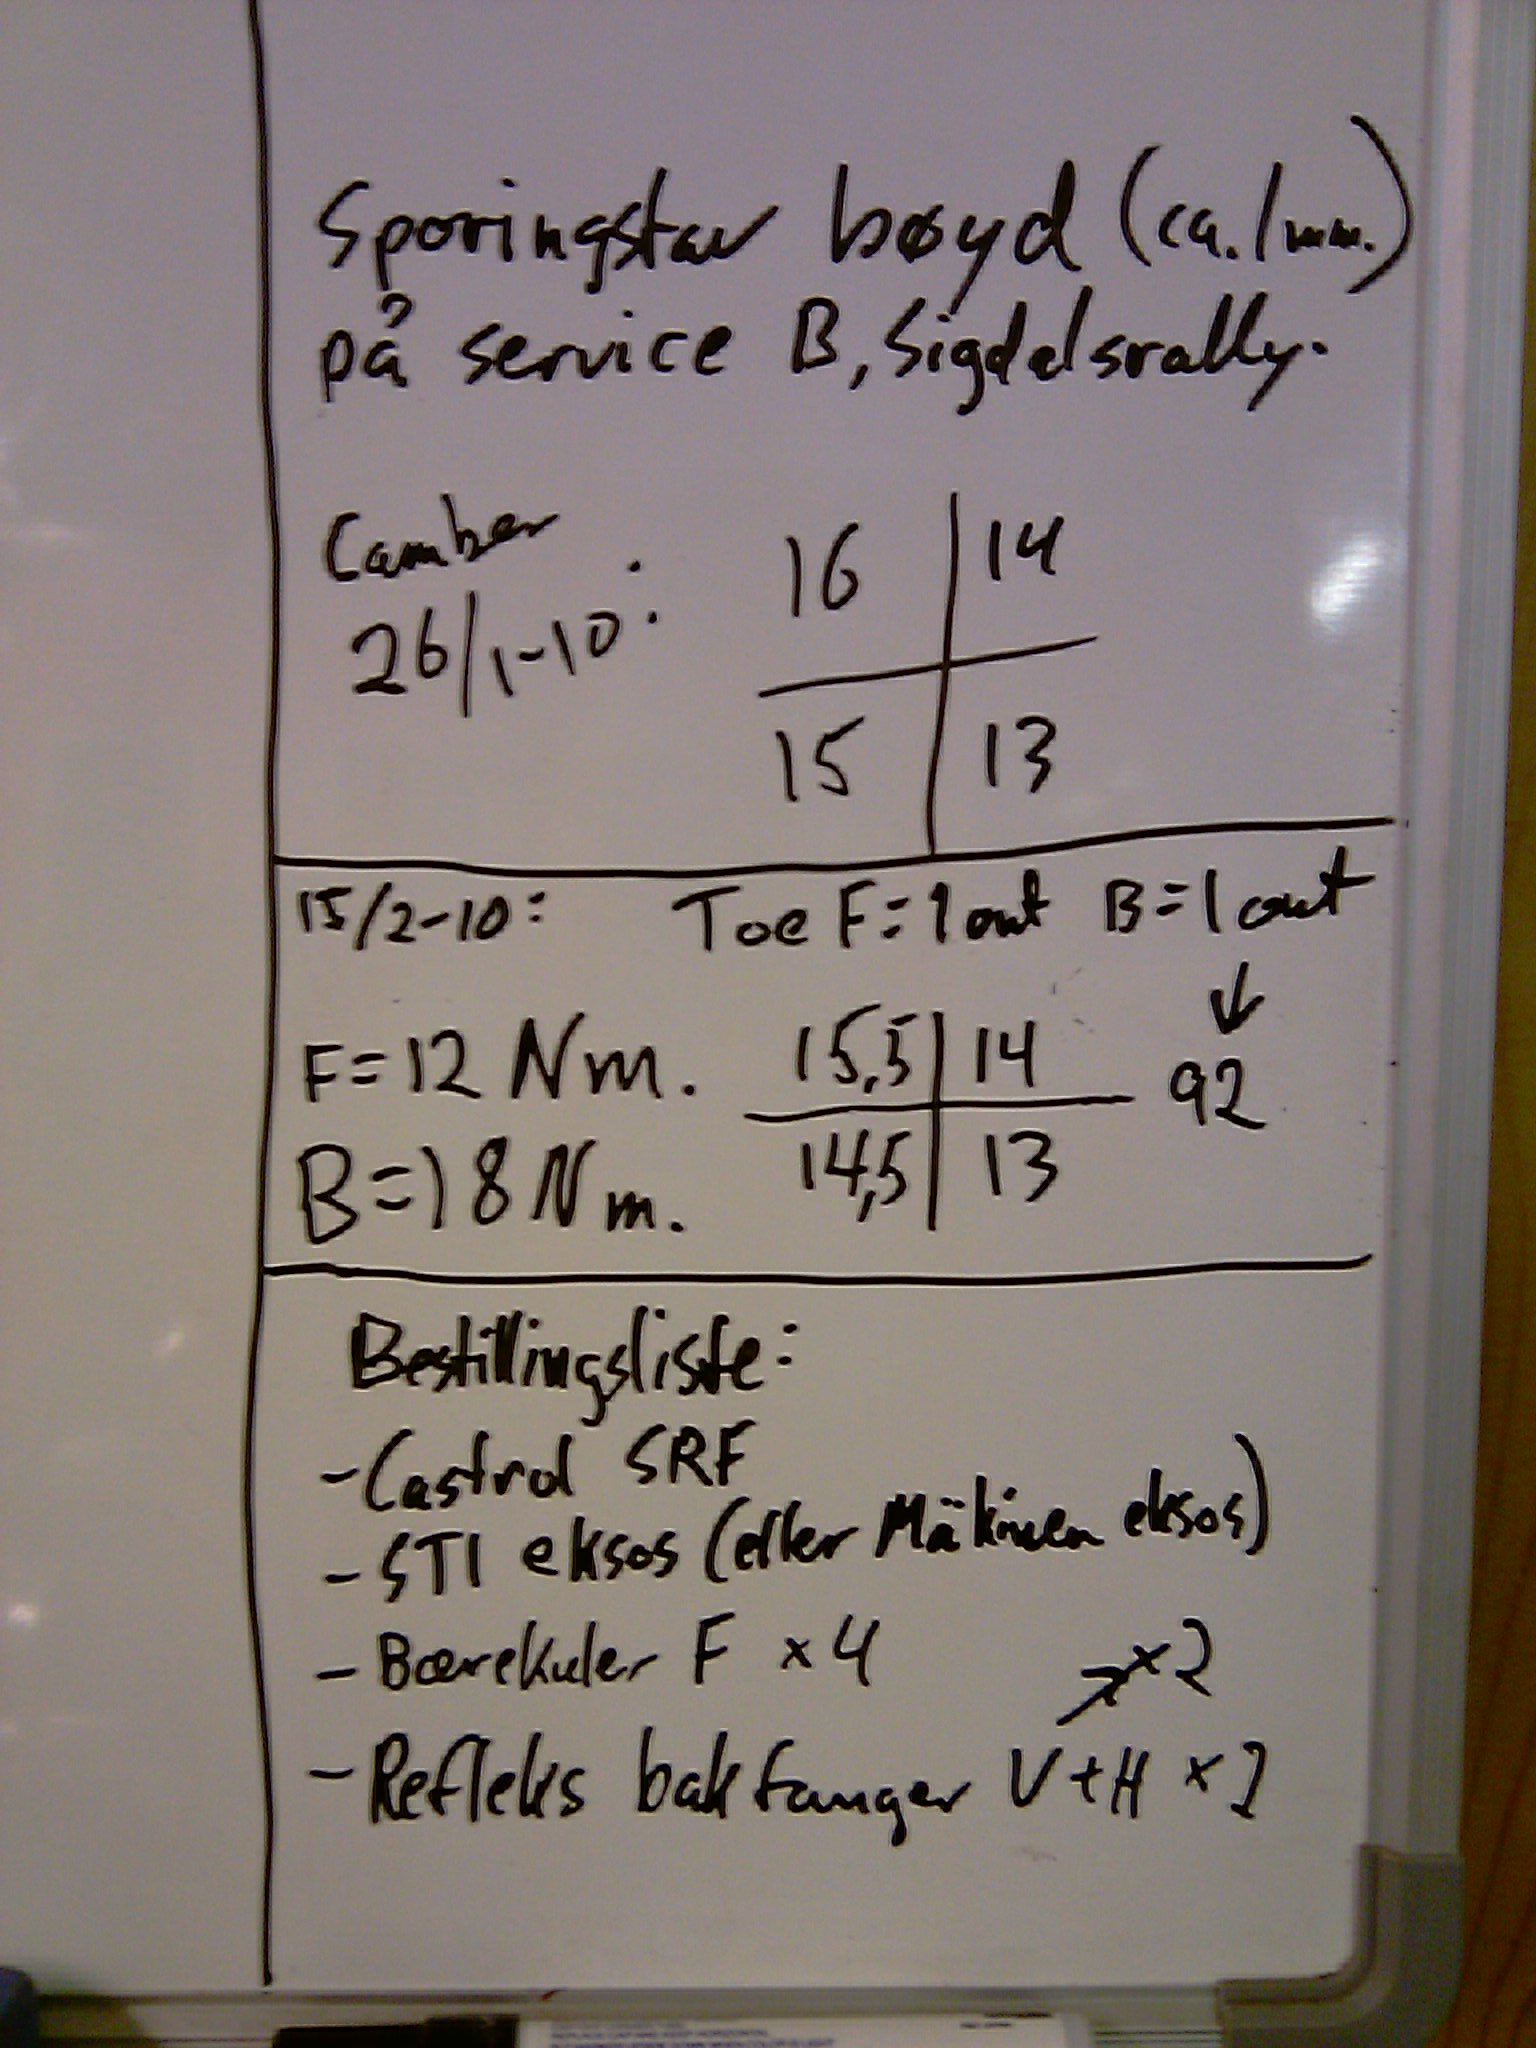 Sporingstav bøyd (ca. 1 mm.)
på service B, Sigdalsrally.
Camber
26/1-10:
16 14
15 13
15/2-10: Toe F=1 out B=1 out
↓
92
F=12 Nm.
B=18 Nm.
15,5 14
14,5 13
Bestillingsliste:
- Castrol SRF
- STI eksos (eller Mäkinen eksos)
- Bærekuler F x4
x2
- Refleks bakfanger V+H x2